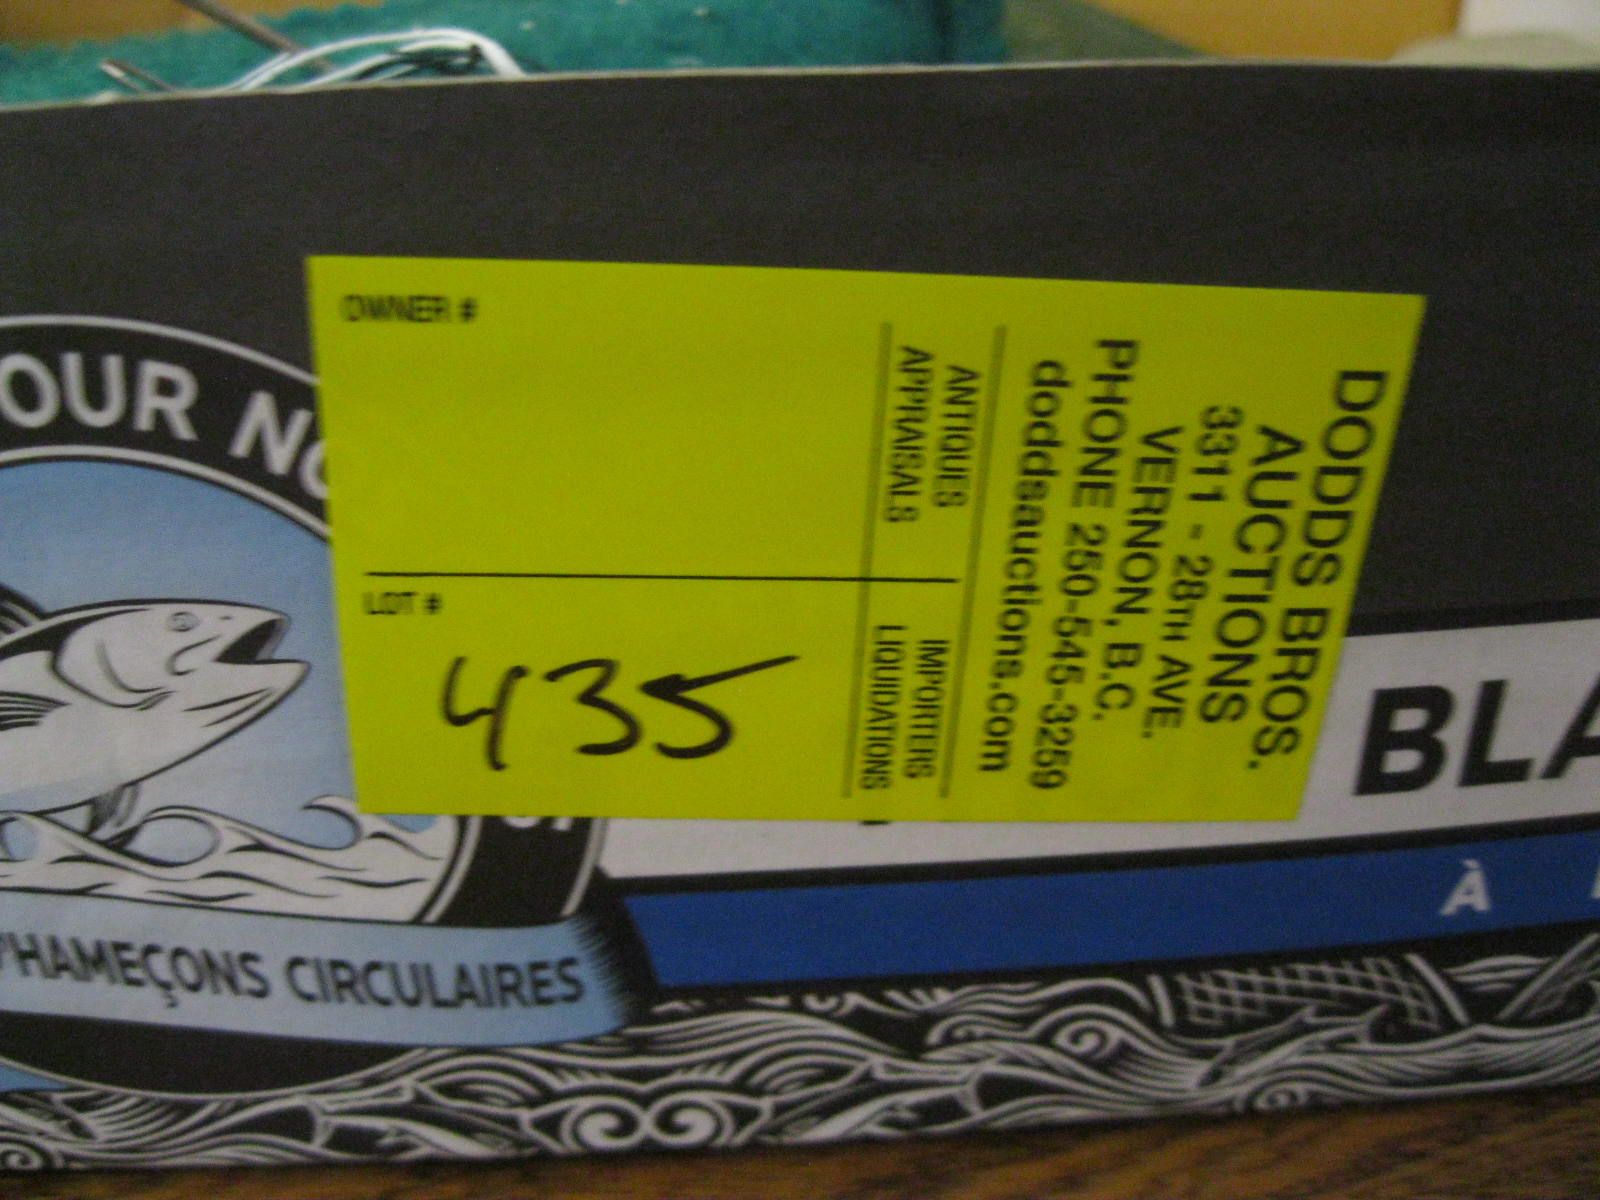 OWNER #
LOT #
435
DODDS BROS.
AUCTIONS
3311 - 28TH AVE.
VERNON, B.C.
PHONE 250-545-3259
doddsauctions.com
ANTIQUES
APPRAISALS
IMPORTERS
LIQUIDATIONS
OUR NO
BLA
À
D'HAMEÇONS CIRCULAIRES